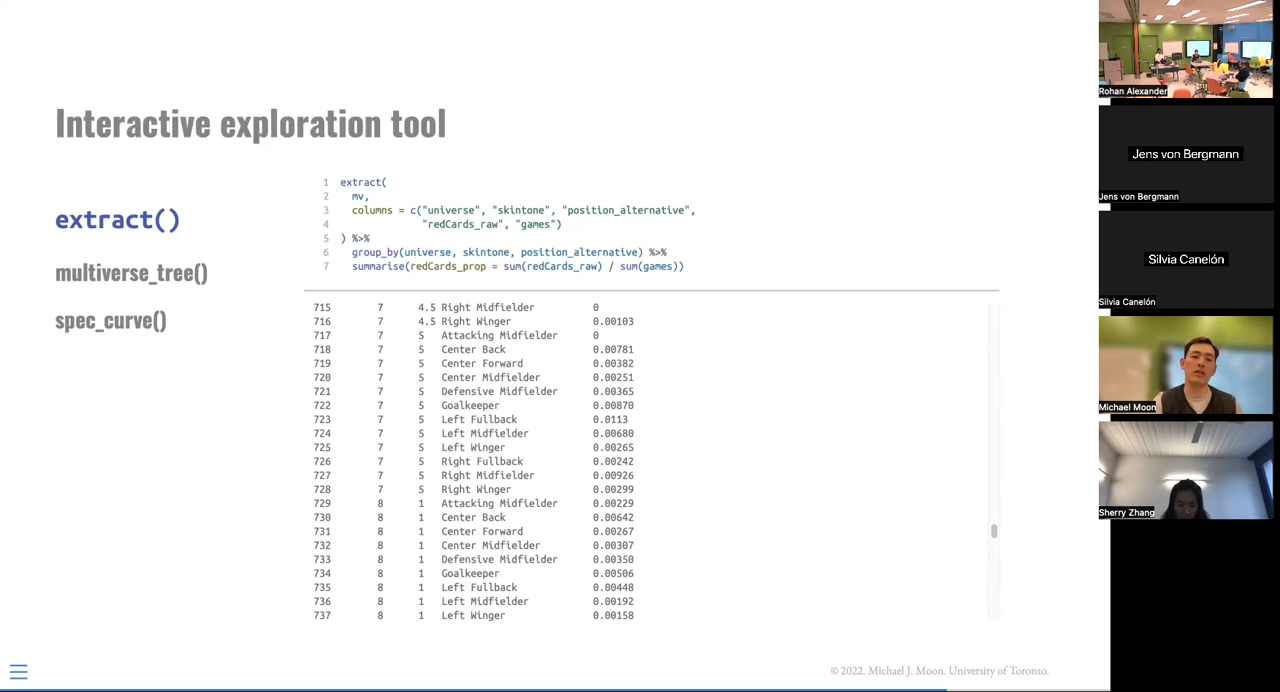 Interactive exploration tool
extract()
multiverse_tree()
spec_curve()
1 extract(
2 mv,
3 columns = c("universe", "skintone", "position_alternative",
4 "redCards_raw", "games")
5 ) %>%
6 group_by(universe, skintone, position_alternative) %>%
7 summarise(redCards_prop = sum(redCards_raw) / sum(games))
715 7 4.5 Right Midfielder 0
716 7 4.5 Right Winger 0.00103
717 7 5 Attacking Midfielder 0
718 7 5 Center Back 0.00781
719 7 5 Center Forward 0.00382
720 7 5 Center Midfielder 0.00251
721 7 5 Defensive Midfielder 0.00365
722 7 5 Goalkeeper 0.00870
723 7 5 Left Fullback 0.0113
724 7 5 Left Midfielder 0.00680
725 7 5 Left Winger 0.00265
726 7 5 Right Fullback 0.00242
727 7 5 Right Midfielder 0.00926
728 7 5 Right Winger 0.00299
729 8 1 Attacking Midfielder 0.00229
730 8 1 Center Back 0.00642
731 8 1 Center Forward 0.00267
732 8 1 Center Midfielder 0.00307
733 8 1 Defensive Midfielder 0.00350
734 8 1 Goalkeeper 0.00506
735 8 1 Left Fullback 0.00448
736 8 1 Left Midfielder 0.00192
737 8 1 Left Winger 0.00158
© 2022. Michael J. Moon. University of Toronto.
Rohan Alexander
Jens von Bergmann
Jens von Bergmann
Silvia Canelón
Silvia Canelón
Michael Moon
Sherry Zhang